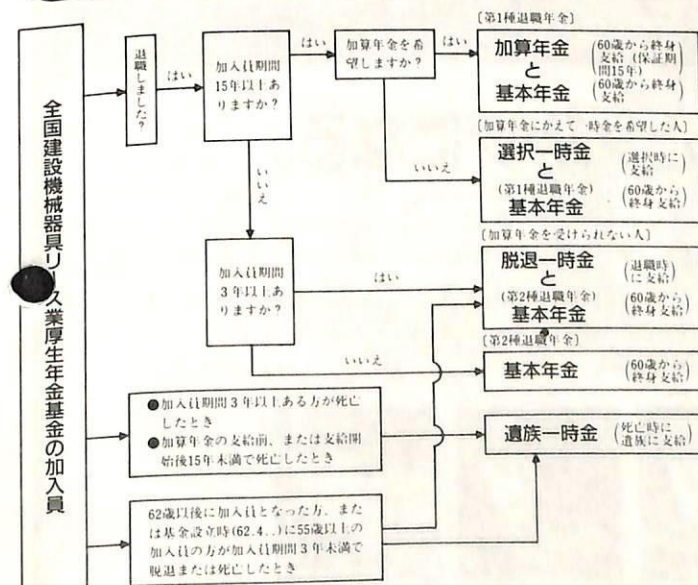 全国建設機械器具リース業厚生年金基金の加入員
退職しました？
はい
加入員期間
15年以上あ
りますか？
はい
加算年金を希
望しますか？
はい
〔第1種退職年金〕
加算年金
(60歳から終身
支給（保証期
間15年）)
と
基本年金
(60歳から終身
支給)
〔加算年金にかえて一時金を希望した人〕
いいえ
選択一時金
(選択時に
支給)
と
(第1種退職年金)
基本年金
(60歳から
終身支給)
いいえ
加入員期間
3年以上あ
りますか？
はい
〔加算年金を受けられない人〕
脱退一時金
(退職時
に支給)
と
(第2種退職年金)
基本年金
(60歳から
終身支給)
いいえ
〔第2種退職年金〕
基本年金
(60歳から
終身支給)
●加入員期間3年以上ある方が死亡
したとき
●加算年金の支給前、または支給開
始後15年未満で死亡したとき
遺族一時金
(死亡時に
遺族に支給)
62歳以後に加入員となった方、また
は基金設立時(62.4..)に55歳以上の
加入員の方が加入員期間3年未満で
脱退または死亡したとき